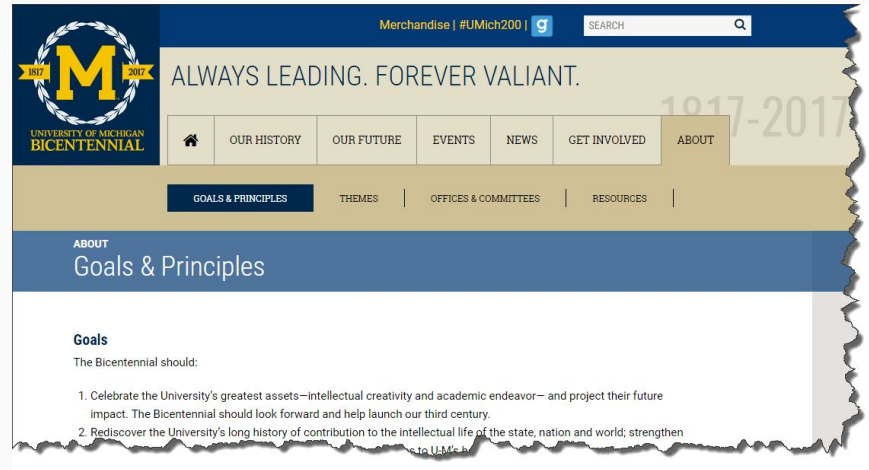 Merchandise | #UMich200 | g
SEARCH
1817 M 2017
UNIVERSITY OF MICHIGAN
BICENTENNIAL
ALWAYS LEADING. FOREVER VALIANT.
1817-2017
OUR HISTORY OUR FUTURE EVENTS NEWS GET INVOLVED ABOUT
GOALS & PRINCIPLES THEMES OFFICES & COMMITTEES RESOURCES
ABOUT
Goals & Principles
Goals
The Bicentennial should:
1. Celebrate the University's greatest assets—intellectual creativity and academic endeavor— and project their future
impact. The Bicentennial should look forward and help launch our third century.
2. Rediscover the University's long history of contribution to the intellectual life of the state, nation and world; strengthen
to U-M's